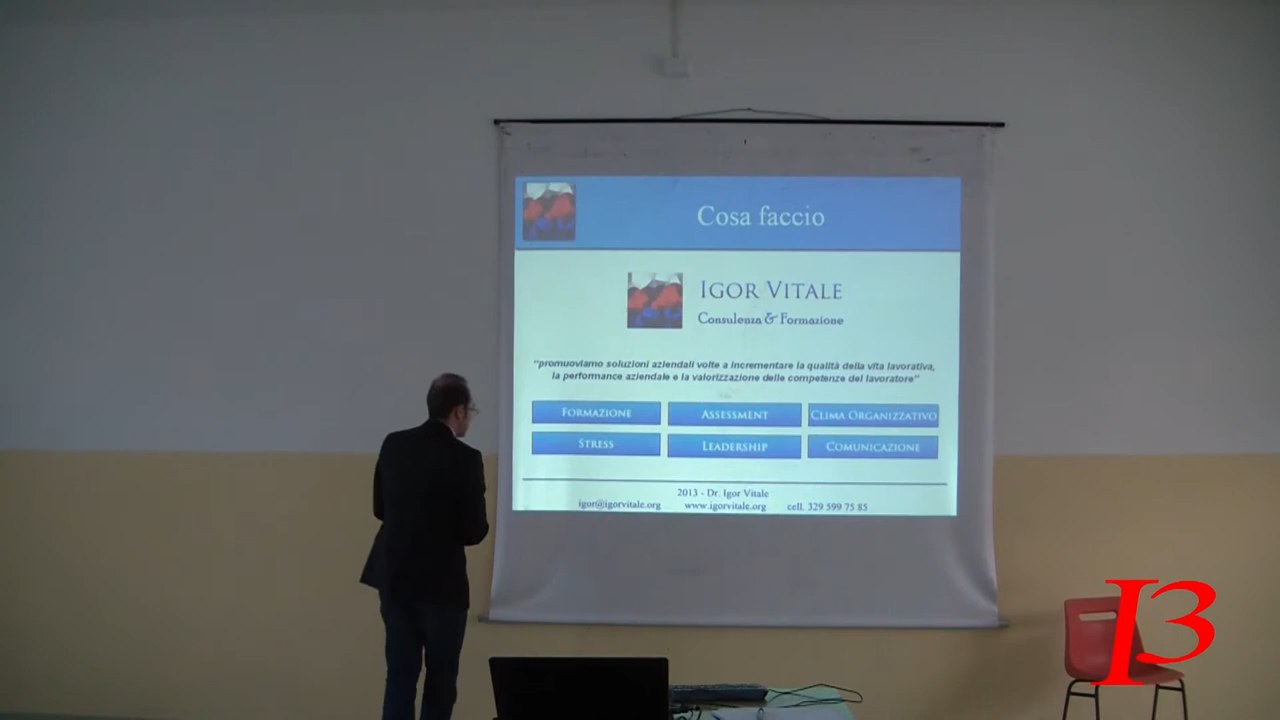 Cosa faccio
IGOR VITALE
Consulenza & Formazione
“promuoviamo soluzioni aziendali volte a incrementare la qualità della vita lavorativa,
la performance aziendale e la valorizzazione delle competenze del lavoratore”
FORMAZIONE ASSESSMENT CLIMA ORGANIZZATIVO
STRESS LEADERSHIP COMUNICAZIONE
2013 - Dr. Igor Vitale
igor@igorvitale.org www.igorvitale.org cell. 329 599 75 85
I3